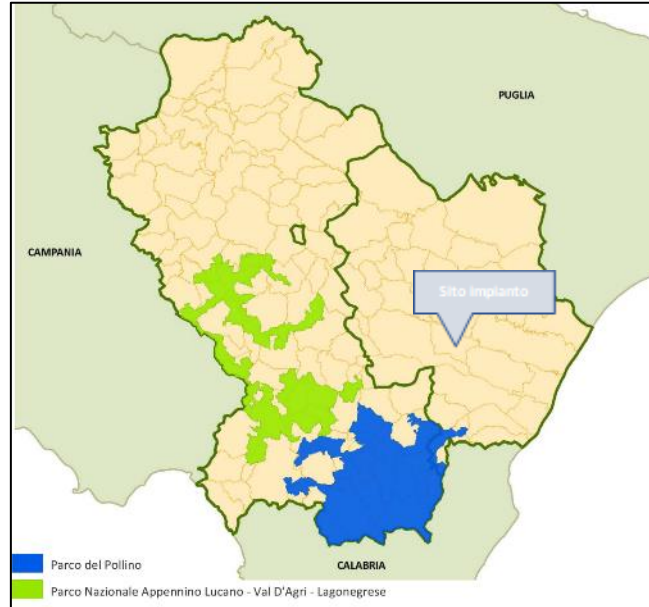 PUGLIA
CAMPANIA
Sito Impianto
CALABRIA
Parco del Pollino
Parco Nazionale Appennino Lucano - Val D'Agri - Lagonegrese